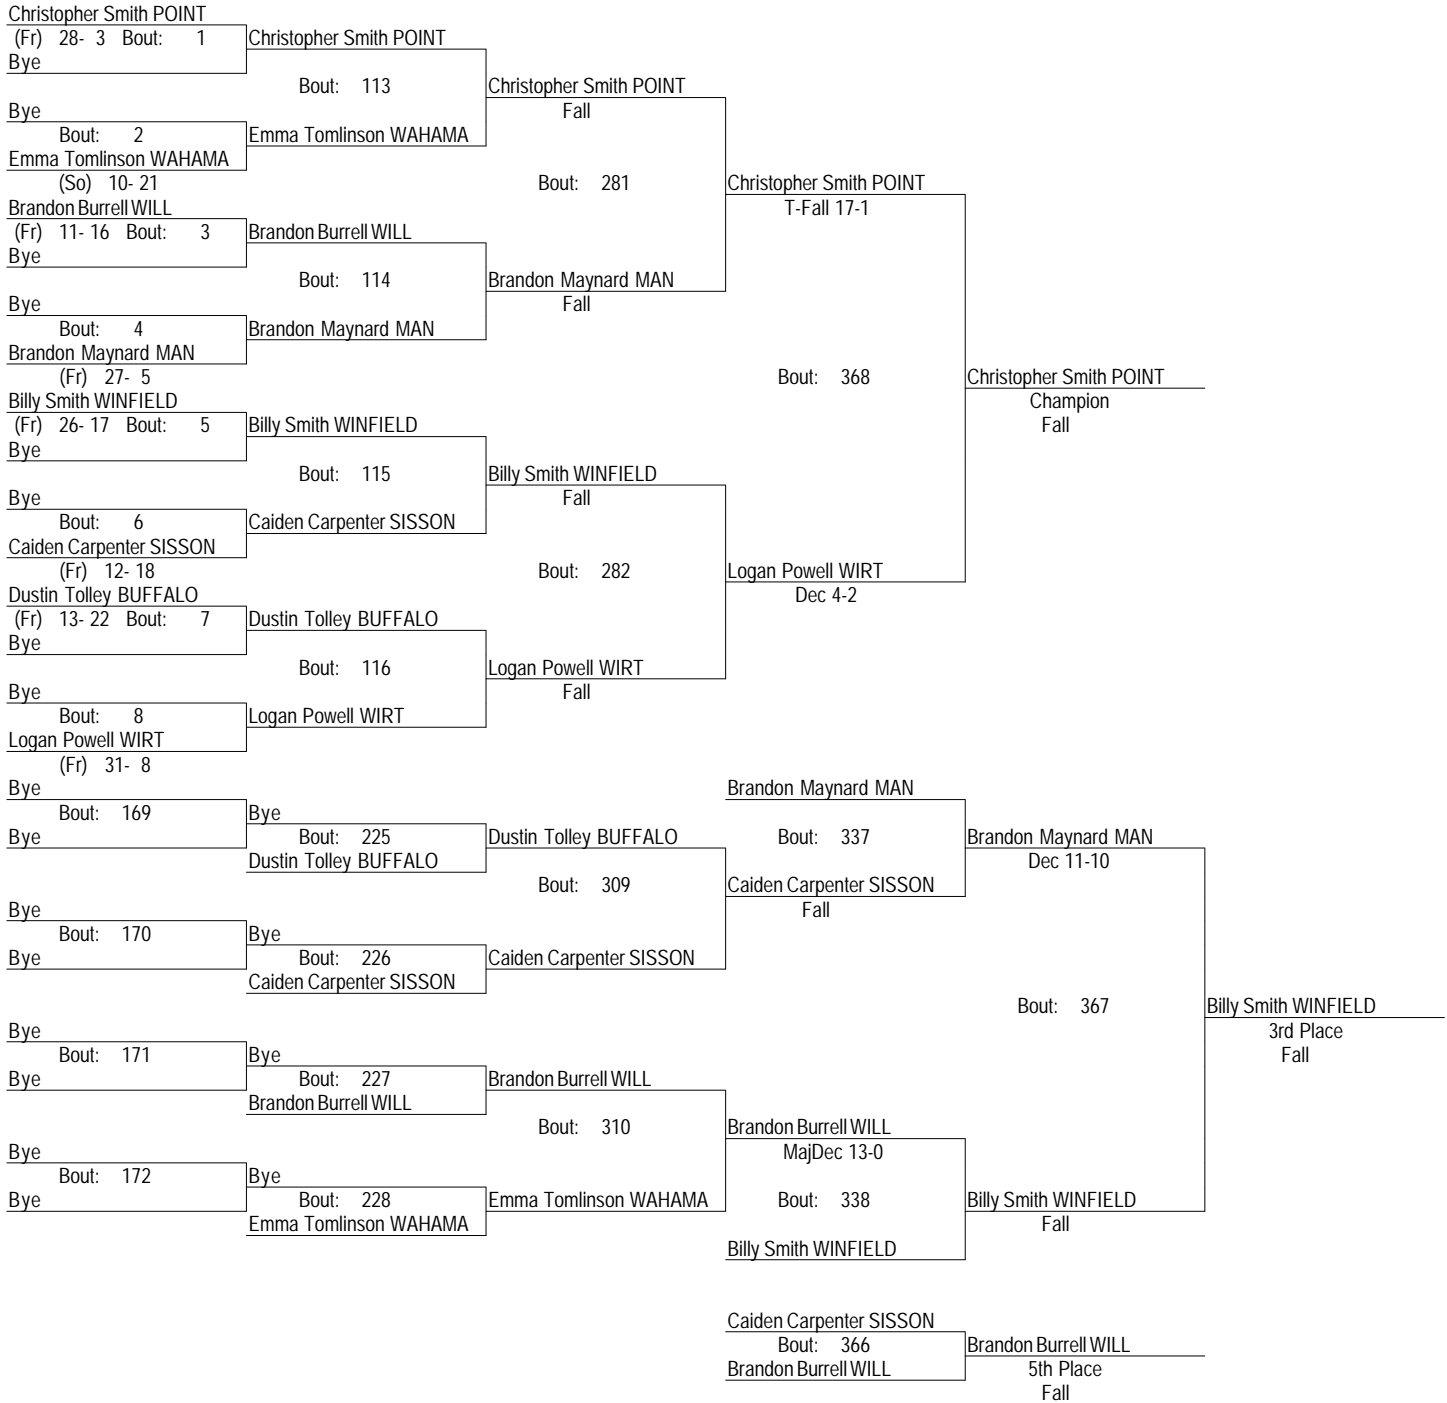 Christopher Smith POINT
(Fr) 28- 3 Bout: 1 Christopher Smith POINT
Bye
Bout: 113 Christopher Smith POINT
Bye Fall
Bout: 2 Emma Tomlinson WAHAMA
Emma Tomlinson WAHAMA
(So) 10- 21 Bout: 281 Christopher Smith POINT
Brandon Burrell WILL T-Fall 17-1
(Fr) 11- 16 Bout: 3 Brandon Burrell WILL
Bye
Bout: 114 Brandon Maynard MAN
Bye Fall
Bout: 4 Brandon Maynard MAN
Brandon Maynard MAN
(Fr) 27- 5 Bout: 368 Christopher Smith POINT
Billy Smith WINFIELD Champion
(Fr) 26- 17 Bout: 5 Billy Smith WINFIELD Fall
Bye
Bout: 115 Billy Smith WINFIELD
Bye Fall
Bout: 6 Caiden Carpenter SISSON
Caiden Carpenter SISSON
(Fr) 12- 18 Bout: 282 Logan Powell WIRT
Dustin Tolley BUFFALO Dec 4-2
(Fr) 13- 22 Bout: 7 Dustin Tolley BUFFALO
Bye
Bout: 116 Logan Powell WIRT
Bye Fall
Bout: 8 Logan Powell WIRT
Logan Powell WIRT
(Fr) 31- 8
Bye Brandon Maynard MAN
Bout: 169 Bye
Bye Bout: 225 Dustin Tolley BUFFALO Bout: 337 Brandon Maynard MAN
Dustin Tolley BUFFALO Dec 11-10
Bout: 309 Caiden Carpenter SISSON
Bye Fall
Bout: 170 Bye
Bye Bout: 226 Caiden Carpenter SISSON
Caiden Carpenter SISSON
Bout: 367 Billy Smith WINFIELD
Bye 3rd Place
Bout: 171 Bye Fall
Bye Bout: 227 Brandon Burrell WILL
Brandon Burrell WILL
Bout: 310 Brandon Burrell WILL
Bye MajDec 13-0
Bout: 172 Bye
Bye Bout: 228 Emma Tomlinson WAHAMA Bout: 338 Billy Smith WINFIELD
Emma Tomlinson WAHAMA Fall
Billy Smith WINFIELD
Caiden Carpenter SISSON
Bout: 366 Brandon Burrell WILL
Brandon Burrell WILL 5th Place
Fall